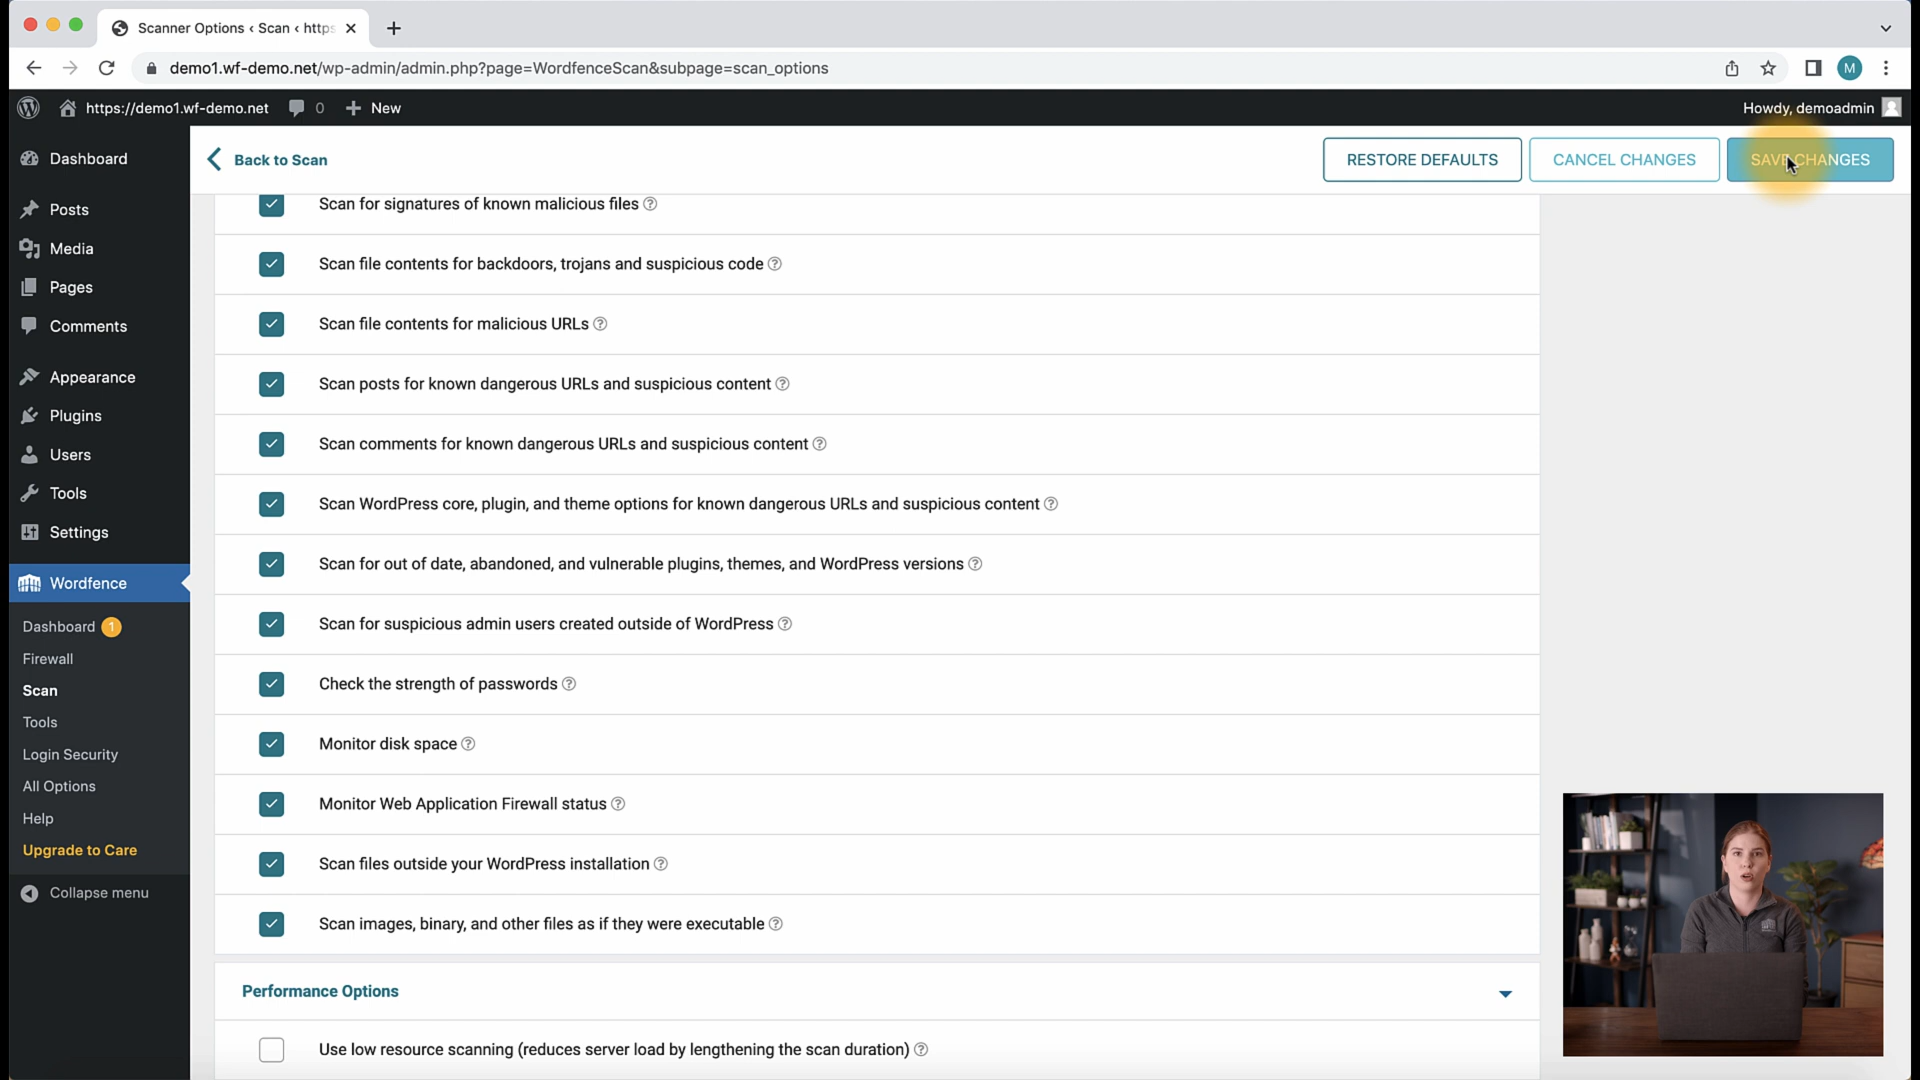 Scanner Options ‹ Scan ‹ https
demo1.wf-demo.net/wp-admin/admin.php?page=WordfenceScan&subpage=scan_options
M
https://demo1.wf-demo.net
0
New
Howdy, demoadmin
Dashboard
Posts
Media
Pages
Comments
Appearance
Plugins
Users
Tools
Settings
Wordfence
Dashboard 1
Firewall
Scan
Tools
Login Security
All Options
Help
Upgrade to Care
Collapse menu
Back to Scan
RESTORE DEFAULTS
CANCEL CHANGES
SAVE CHANGES
Scan for signatures of known malicious files
Scan file contents for backdoors, trojans and suspicious code
Scan file contents for malicious URLs
Scan posts for known dangerous URLs and suspicious content
Scan comments for known dangerous URLs and suspicious content
Scan WordPress core, plugin, and theme options for known dangerous URLs and suspicious content
Scan for out of date, abandoned, and vulnerable plugins, themes, and WordPress versions
Scan for suspicious admin users created outside of WordPress
Check the strength of passwords
Monitor disk space
Monitor Web Application Firewall status
Scan files outside your WordPress installation
Scan images, binary, and other files as if they were executable
Performance Options
Use low resource scanning (reduces server load by lengthening the scan duration)